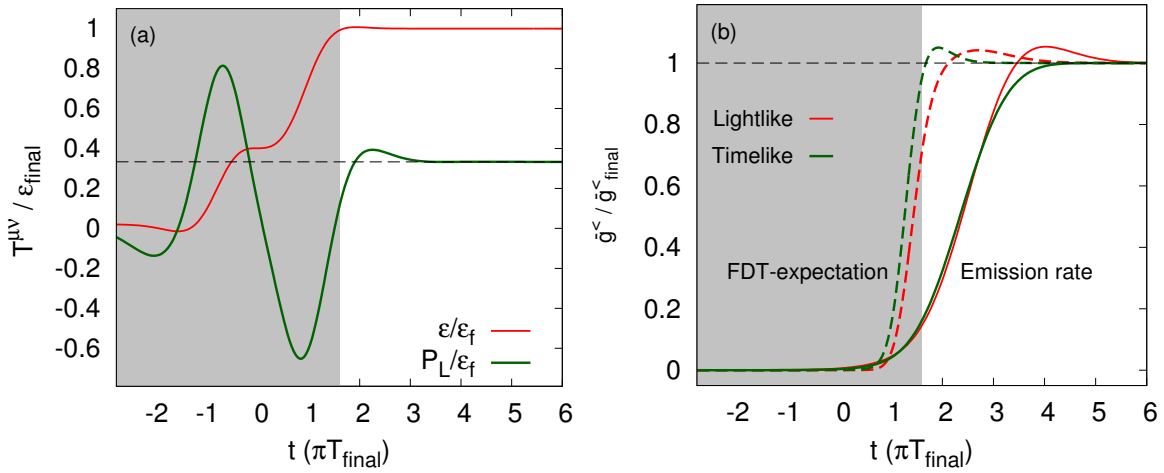 (a)
T^μν / ε_final
1
0.8
0.6
0.4
0.2
0
-0.2
-0.4
-0.6
ε/ε_f
P_L/ε_f
-2 -1 0 1 2 3 4 5 6
t (πT_final)
(b)
ḡ^< / ḡ^<_final
1
0.8
0.6
0.4
0.2
0
Lightlike
Timelike
FDT-expectation
Emission rate
-2 -1 0 1 2 3 4 5 6
t (πT_final)